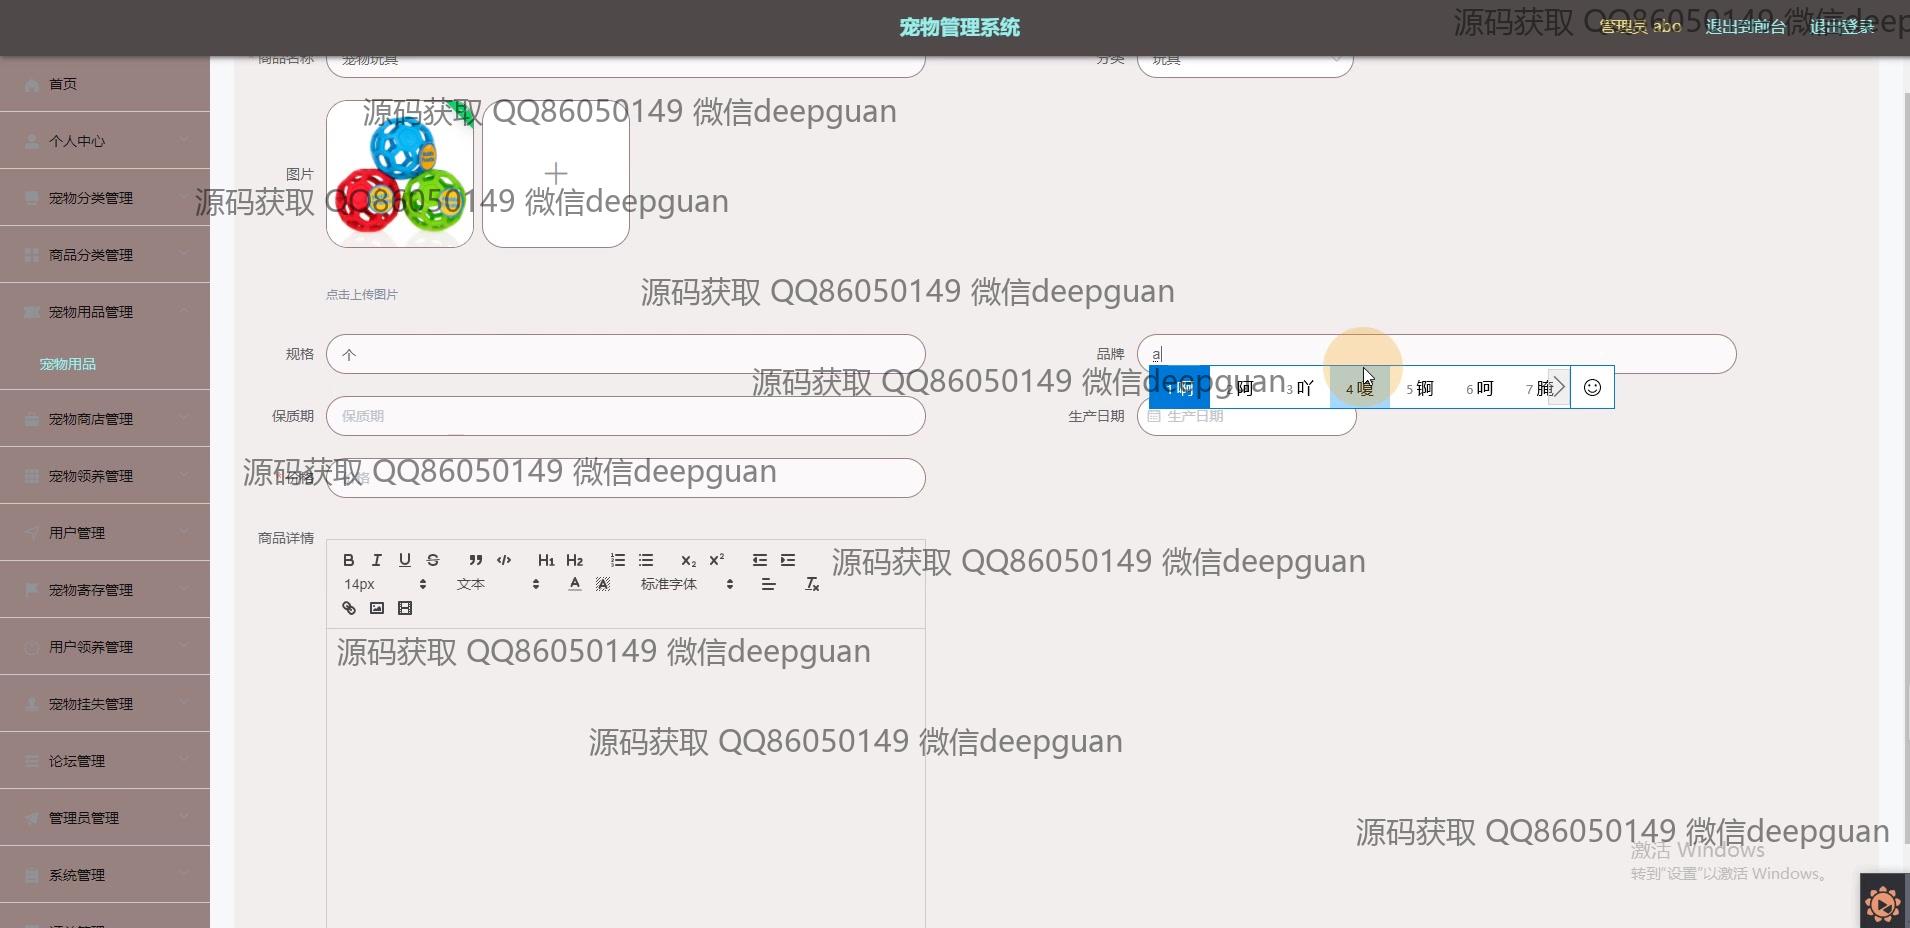 宠物管理系统
管理员 abo 退出到前台 退出登录
源码获取 QQ86050149 微信deep
商品名称 宠物玩具 分类 玩具
首页
个人中心
宠物分类管理
商品分类管理
宠物用品管理
宠物用品
宠物商店管理
宠物领养管理
用户管理
宠物寄存管理
用户领养管理
宠物挂失管理
论坛管理
管理员管理
系统管理
源码获取 QQ86050149 微信deepguan
图片
源码获取 QQ86050149 微信deepguan
点击上传图片
源码获取 QQ86050149 微信deepguan
规格 个
品牌 a
1 啊 2 阿 3 吖 4 嗄 5 锕 6 呵 7 腌
源码获取 QQ86050149 微信deepguan
保质期 保质期
生产日期 生产日期
源码获取 QQ86050149 微信deepguan
价格
商品详情
B I U S H1 H2 X2 X2
14px 文本 A A 标准字体 Tx
源码获取 QQ86050149 微信deepguan
源码获取 QQ86050149 微信deepguan
源码获取 QQ86050149 微信deepguan
源码获取 QQ86050149 微信deepguan
激活 Windows
转到“设置”以激活 Windows。